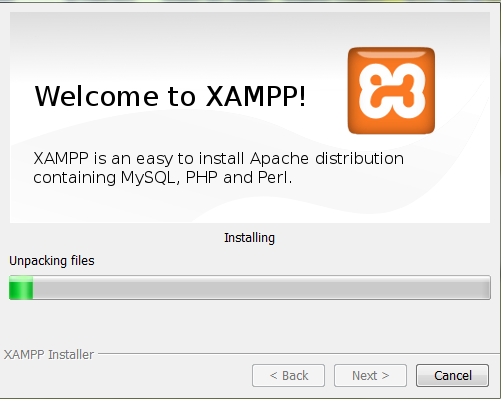 Welcome to XAMPP!
XAMPP is an easy to install Apache distribution
containing MySQL, PHP and Perl.
Installing
Unpacking files
XAMPP Installer
< Back
Next >
Cancel